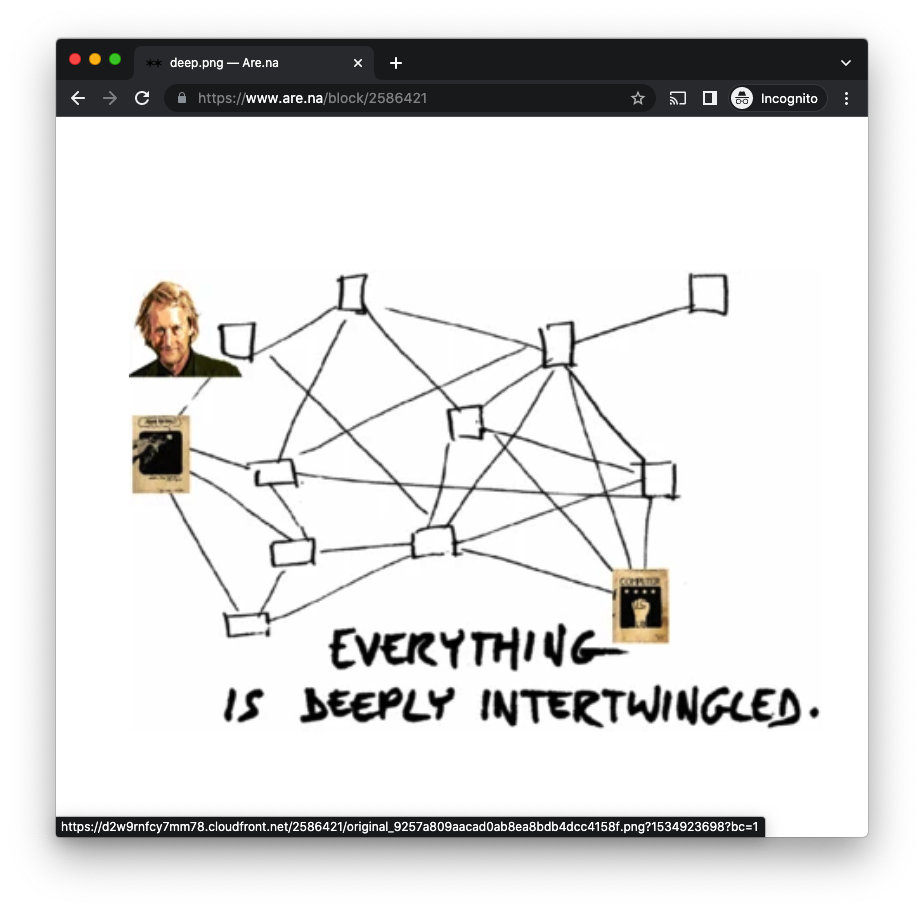 deep.png — Are.na
https://www.are.na/block/2586421
Incognito
COMPUTER
EVERYTHING
IS DEEPLY INTERTWINGLED.
https://d2w9rnfcy7mm78.cloudfront.net/2586421/original_9257a809aacad0ab8ea8bdb4dcc4158f.png?1534923698?bc=1